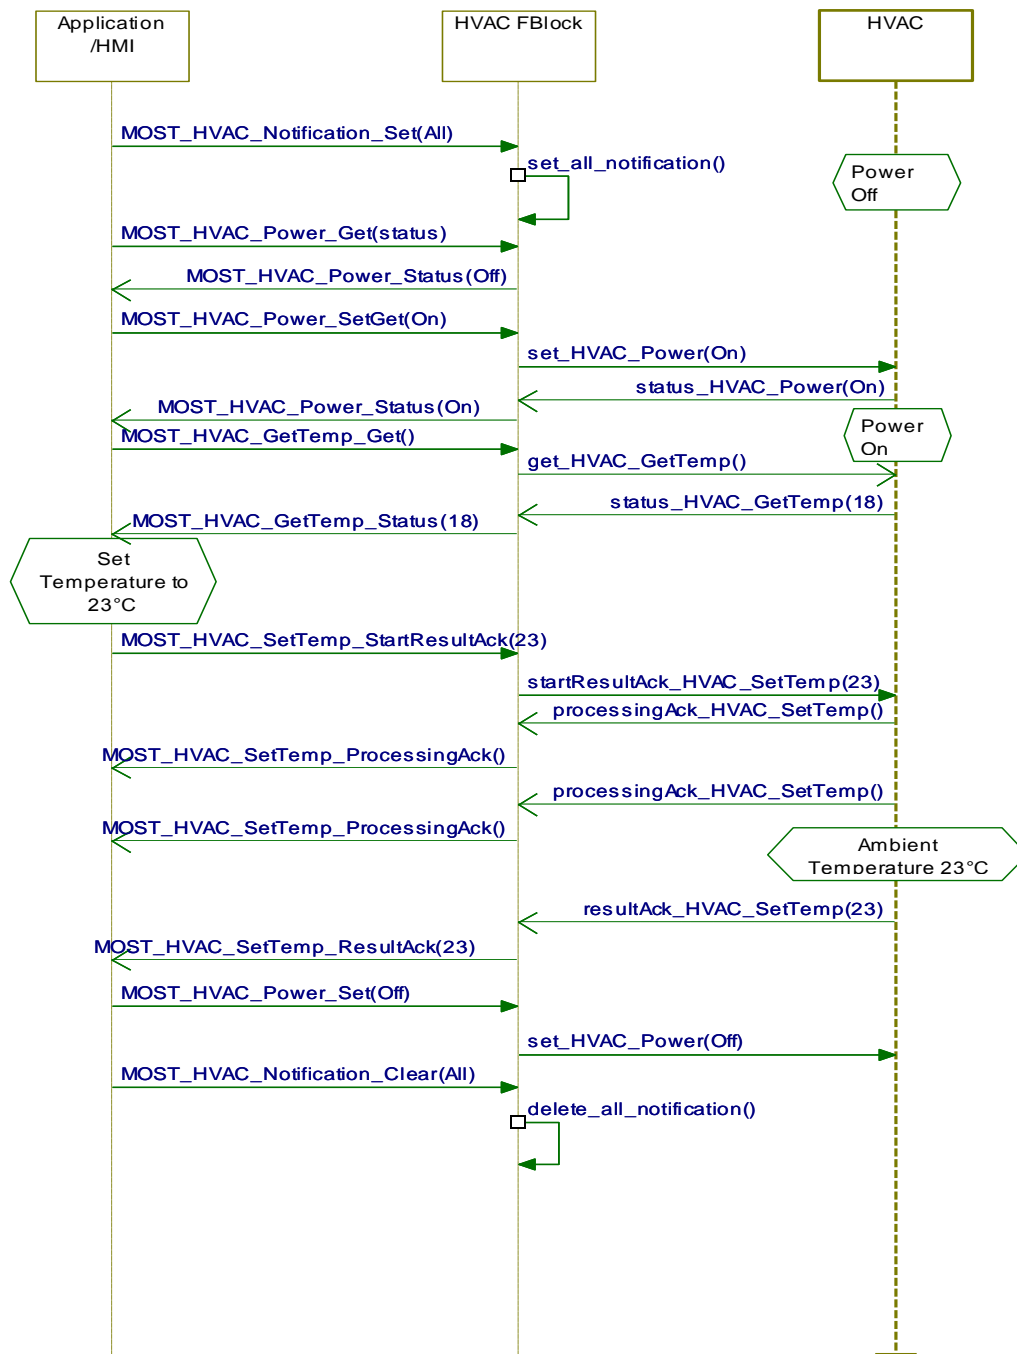 Application
/HMI
HVAC FBlock
HVAC
MOST_HVAC_Notification_Set(All)
set_all_notification()
Power
Off
MOST_HVAC_Power_Get(status)
MOST_HVAC_Power_Status(Off)
MOST_HVAC_Power_SetGet(On)
set_HVAC_Power(On)
status_HVAC_Power(On)
MOST_HVAC_Power_Status(On)
Power
On
MOST_HVAC_GetTemp_Get()
get_HVAC_GetTemp()
status_HVAC_GetTemp(18)
MOST_HVAC_GetTemp_Status(18)
Set
Temperature to
23°C
MOST_HVAC_SetTemp_StartResultAck(23)
startResultAck_HVAC_SetTemp(23)
processingAck_HVAC_SetTemp()
MOST_HVAC_SetTemp_ProcessingAck()
processingAck_HVAC_SetTemp()
MOST_HVAC_SetTemp_ProcessingAck()
Ambient
Temperature 23°C
resultAck_HVAC_SetTemp(23)
MOST_HVAC_SetTemp_ResultAck(23)
MOST_HVAC_Power_Set(Off)
set_HVAC_Power(Off)
MOST_HVAC_Notification_Clear(All)
delete_all_notification()